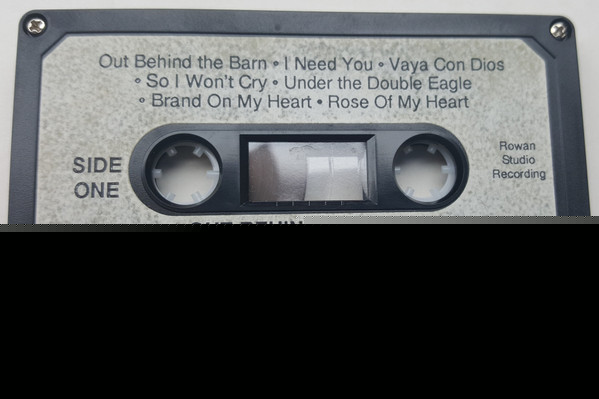 Out Behind the Barn • I Need You • Vaya Con Dios
• So I Won't Cry • Under the Double Eagle
• Brand On My Heart • Rose Of My Heart
SIDE
ONE
Rowan
Studio
Recording